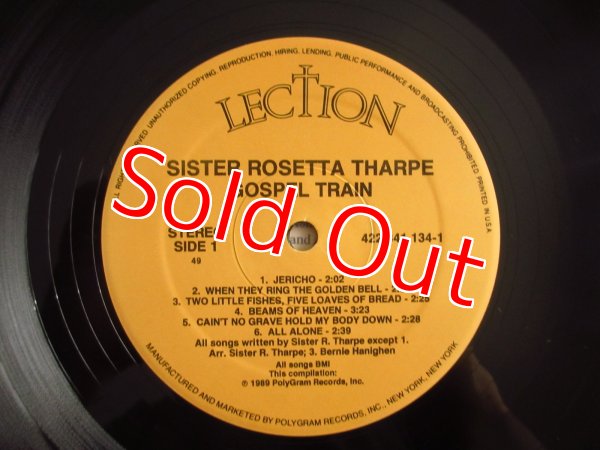 RESERVED. UNAUTHORIZED COPYING, REPRODUCTION, HIRING, LENDING, PUBLIC PERFORMANCE AND BROADCASTING PROHIBITED. PRINTED IN U.S.A.
LECTION
SISTER ROSETTA THARPE
GOSPEL TRAIN
Sold Out
STEREO
SIDE 1
134-1
49
1. JERICHO - 2:02
2. WHEN THEY RING THE GOLDEN BELL -
3. TWO LITTLE FISHES, FIVE LOAVES OF BREAD -
4. BEAMS OF HEAVEN - 3:23
5. CAIN'T NO GRAVE HOLD MY BODY DOWN - 2:28
6. ALL ALONE - 2:39
All songs written by Sister R. Tharpe except 1.
Arr. Sister R. Tharpe; 3. Bernie Hanighen
All songs BMI
This compilation:
℗ 1989 PolyGram Records, Inc.
MANUFACTURED AND MARKETED BY POLYGRAM RECORDS, INC., NEW YORK, NEW YORK